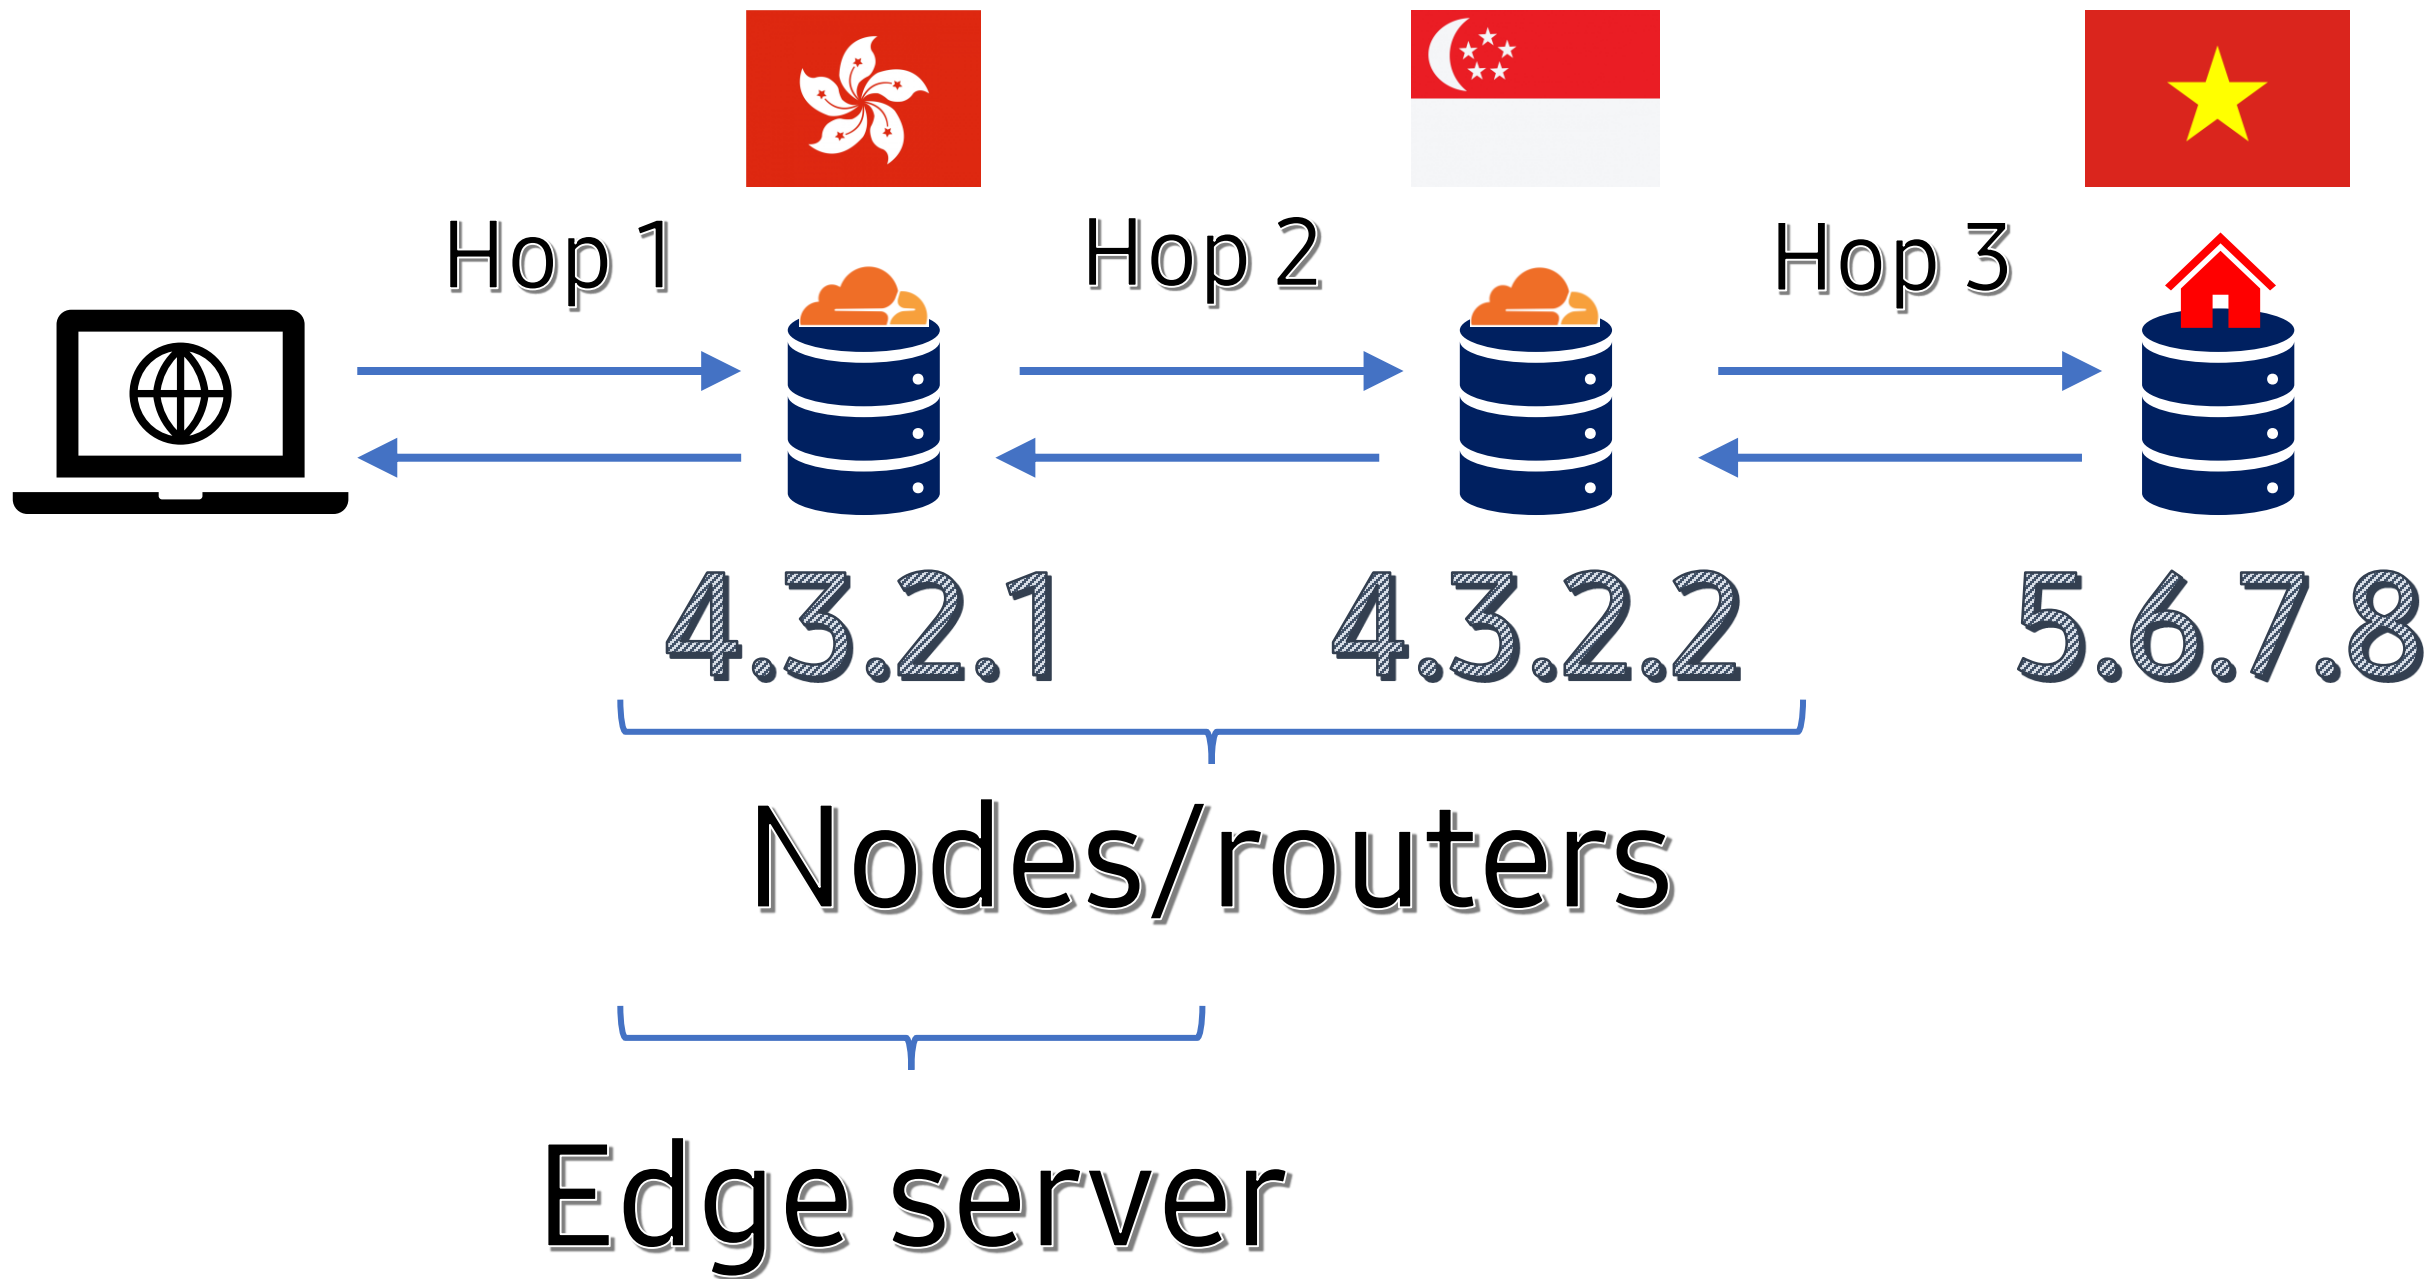 Hop 1
Hop 2
Hop 3
4.3.2.1
4.3.2.2
5.6.7.8
Nodes/routers
Edge server